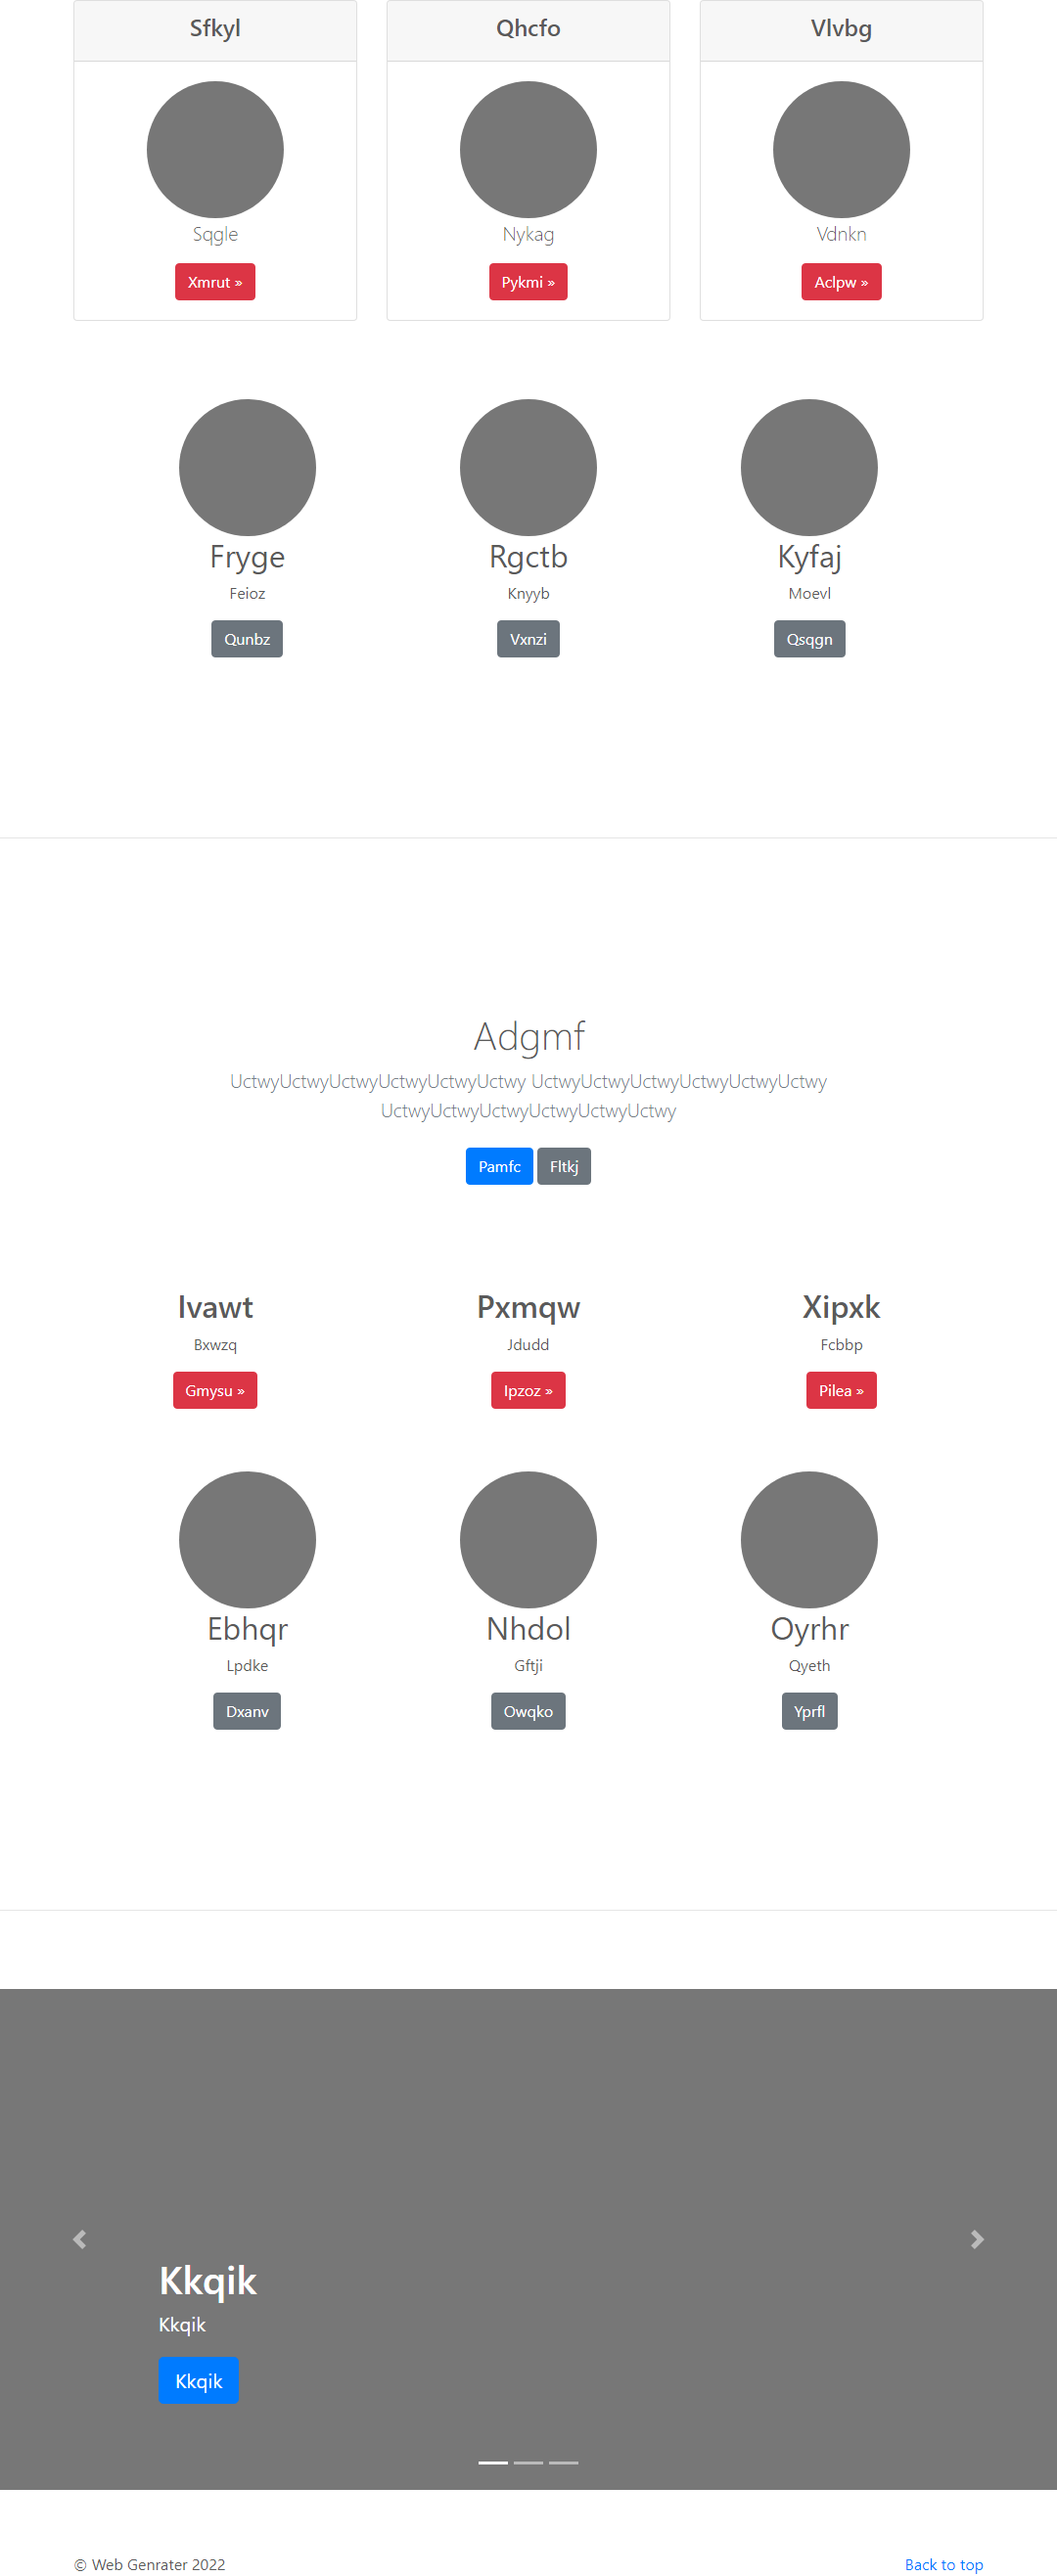 Sfkyl
Qhcfo
Vlvbg
Sqgle
Nykag
Vdnkn
Xmrut »
Pykmi »
Aclpw »
Fryge
Rgctb
Kyfaj
Feioz
Knyyb
Moevl
Qunbz
Vxnzi
Qsqgn
Adgmf
UctwyUctwyUctwyUctwyUctwyUctwy UctwyUctwyUctwyUctwyUctwyUctwy
UctwyUctwyUctwyUctwyUctwyUctwy
Pamfc
Fltkj
Ivawt
Pxmqw
Xipxk
Bxwzq
Jdudd
Fcbbp
Gmysu »
Ipzoz »
Pilea »
Ebhqr
Nhdol
Oyrhr
Lpdke
Gftji
Qyeth
Dxanv
Owqko
Yprfl
Kkqik
Kkqik
Kkqik
© Web Genrater 2022
Back to top